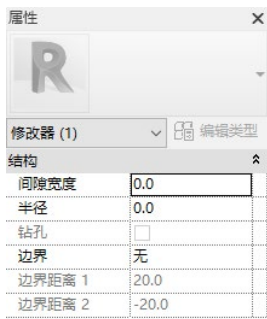 属性
修改器 (1)
编辑类型
结构
间隙宽度 0.0
半径 0.0
钻孔
边界 无
边界距离 1 20.0
边界距离 2 -20.0